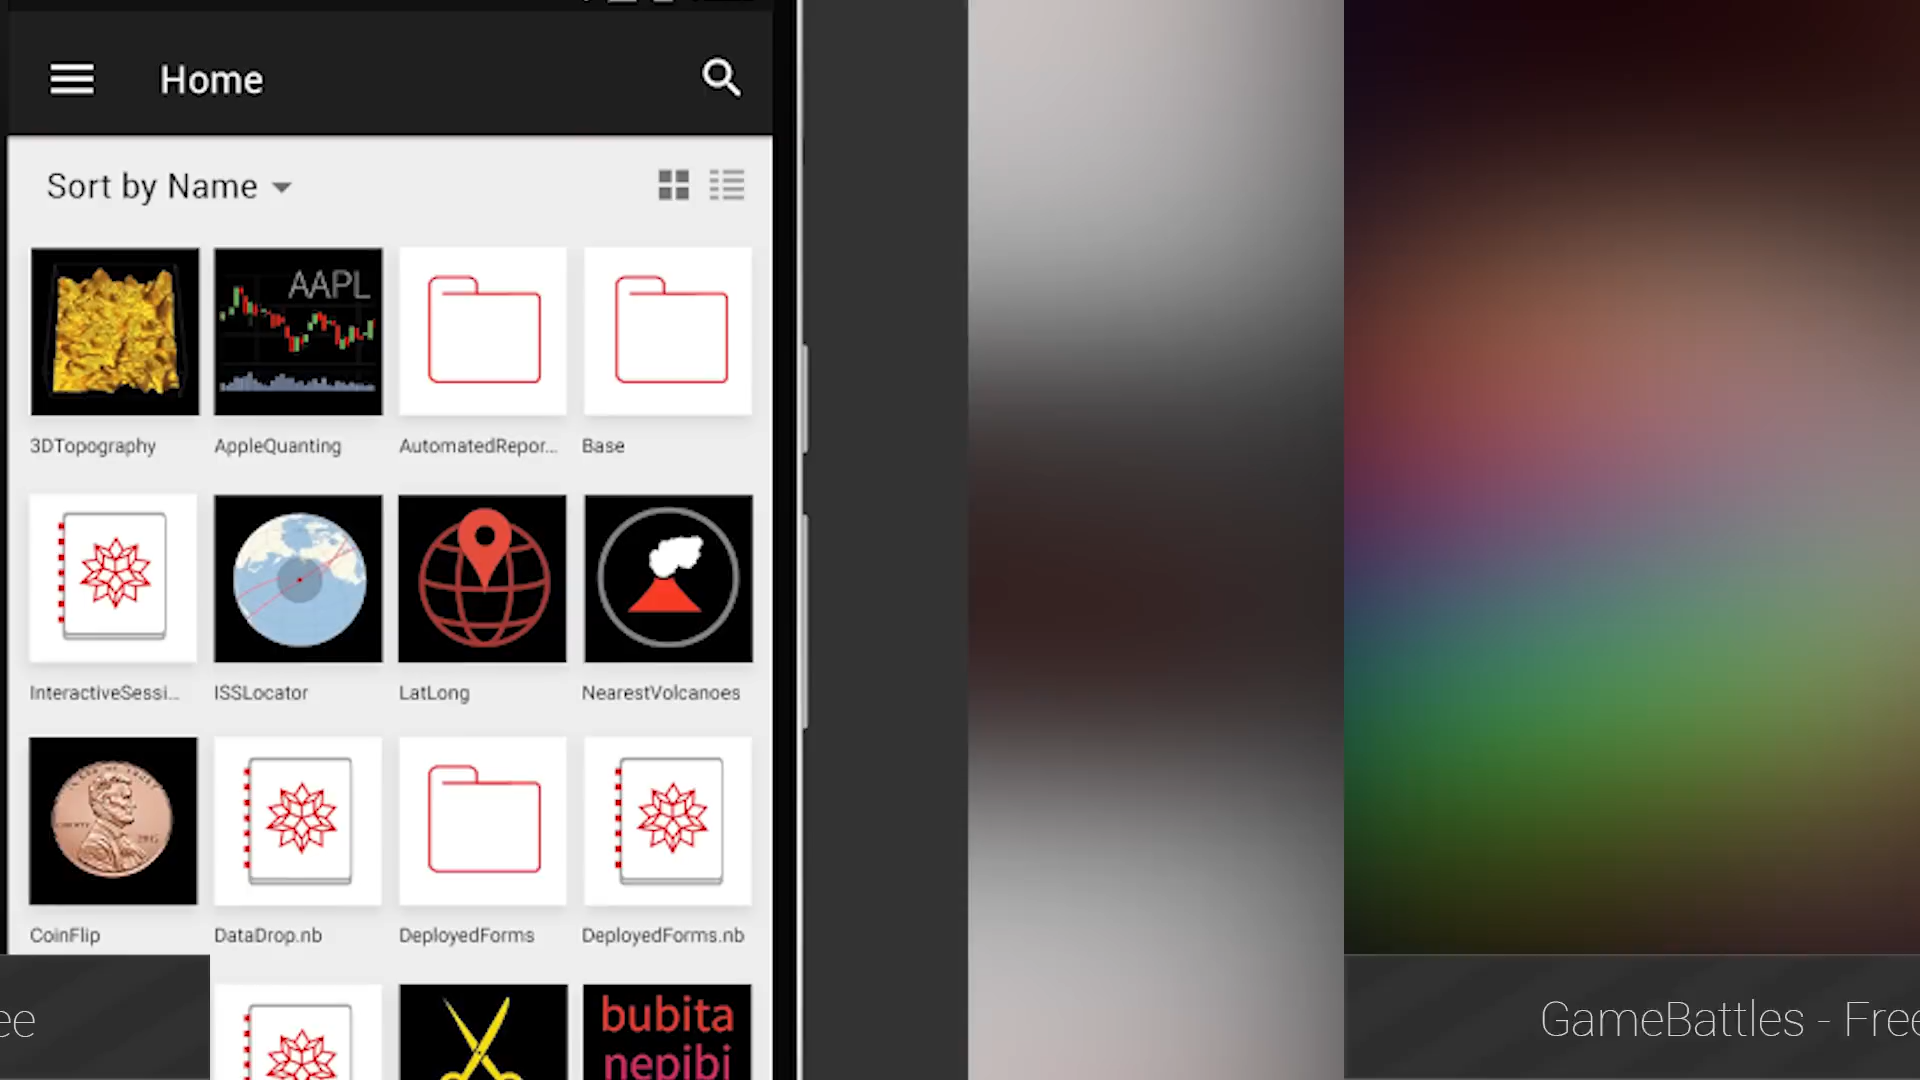 Home
Sort by Name
AAPL
3DTopography AppleQuanting AutomatedRepor... Base
InteractiveSessi... ISSLocator LatLong NearestVolcanoes
CoinFlip DataDrop.nb DeployedForms DeployedForms.nb
bubita
nepibi
ee
GameBattles - Free